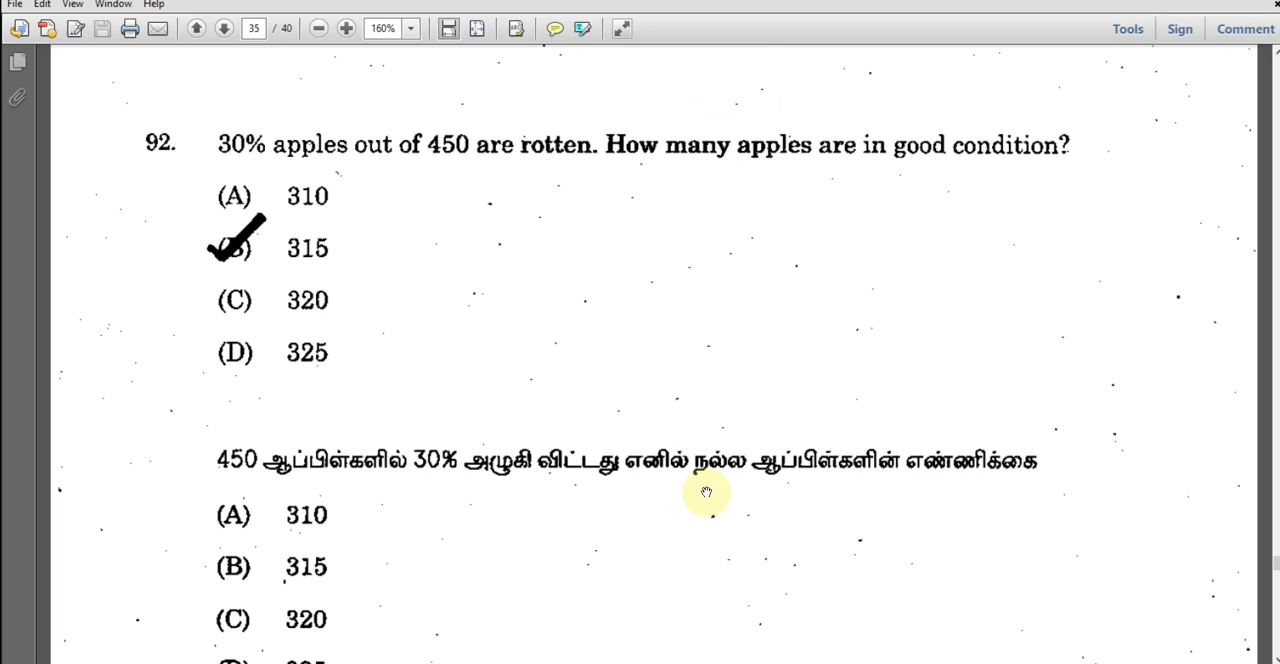 File Edit View Window Help
35 / 40 160% Tools Sign Comment
92. 30% apples out of 450 are rotten. How many apples are in good condition?
(A) 310
(B) 315
(C) 320
(D) 325
450 ஆப்பிள்களில் 30% அழுகி விட்டது எனில் நல்ல ஆப்பிள்களின் எண்ணிக்கை
(A) 310
(B) 315
(C) 320